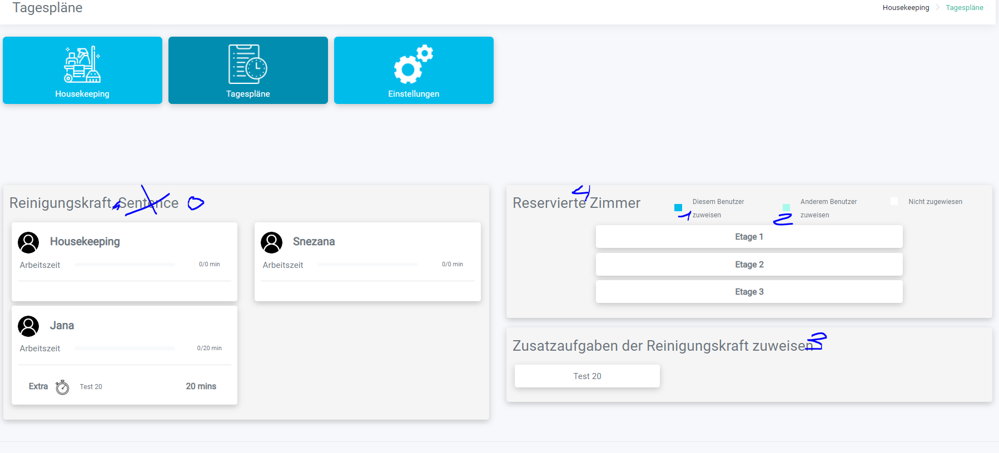 Tagespläne
Housekeeping > Tagespläne
Housekeeping
Tagespläne
Einstellungen
Reinigungskraft, Sentence 0
Housekeeping
Arbeitszeit 0/0 min
Snezana
Arbeitszeit 0/0 min
Jana
Arbeitszeit 0/20 min
Extra Test 20 20 mins
Reservierte Zimmer 4
Diesem Benutzer
zuweisen
1
Anderem Benutzer
zuweisen
2
Nicht zugewiesen
Etage 1
Etage 2
Etage 3
Zusatzaufgaben der Reinigungskraft zuweisen 3
Test 20